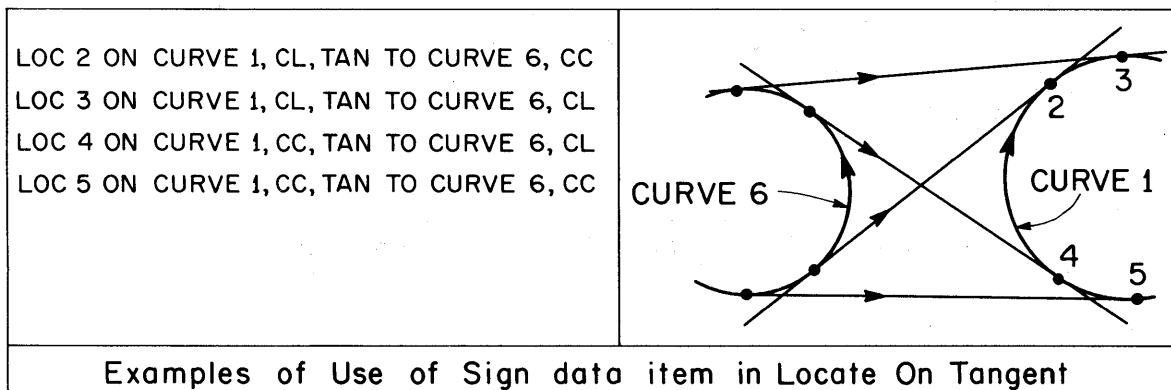 LOC 2 ON CURVE 1, CL, TAN TO CURVE 6, CC
LOC 3 ON CURVE 1, CL, TAN TO CURVE 6, CL
LOC 4 ON CURVE 1, CC, TAN TO CURVE 6, CL
LOC 5 ON CURVE 1, CC, TAN TO CURVE 6, CC
3
2
CURVE 6
CURVE 1
4
5
Examples of Use of Sign data item in Locate On Tangent